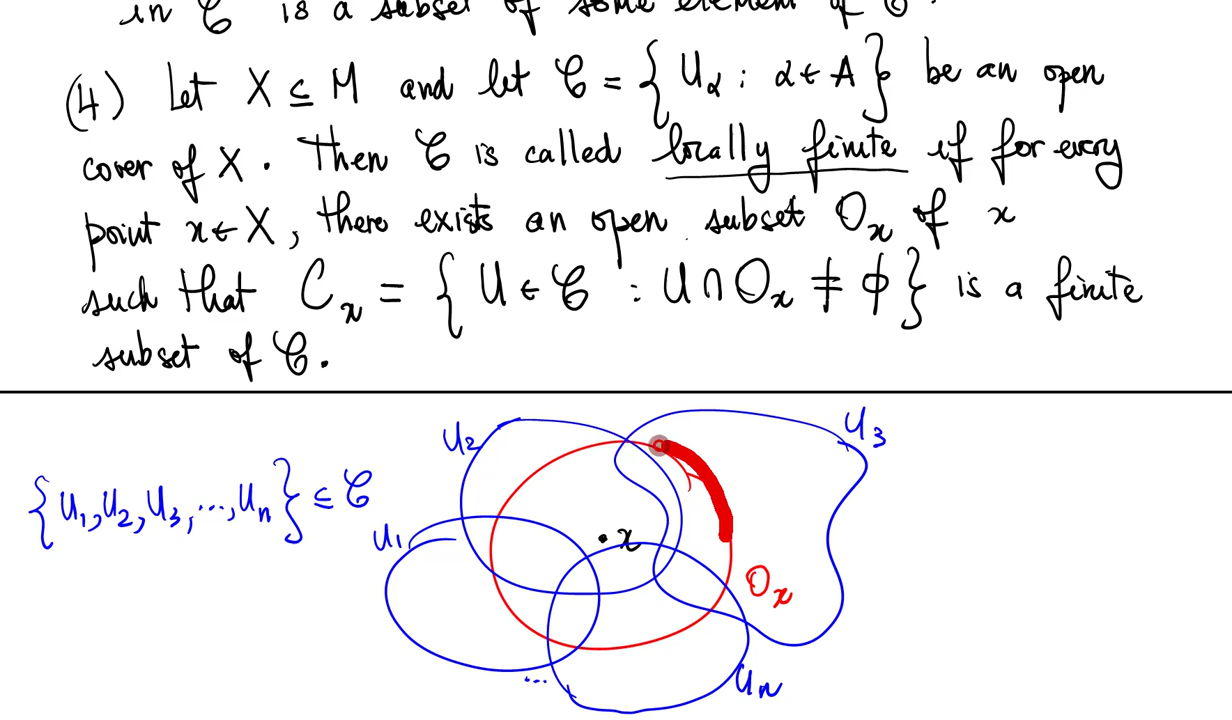 in 𝒞 is a subset of some element of 𝒪.
(4) Let X ⊆ M and let 𝒞 = {U_α : α ∈ A} be an open
cover of X. Then 𝒞 is called locally finite if for every
point x ∈ X, there exists an open subset O_x of x
such that C_x = {U ∈ 𝒞 : U ∩ O_x ≠ ϕ} is a finite
subset of 𝒞.
{U_1, U_2, U_3, ..., U_n} ⊆ 𝒞
U_2
U_3
U_1
x
O_x
...
U_n